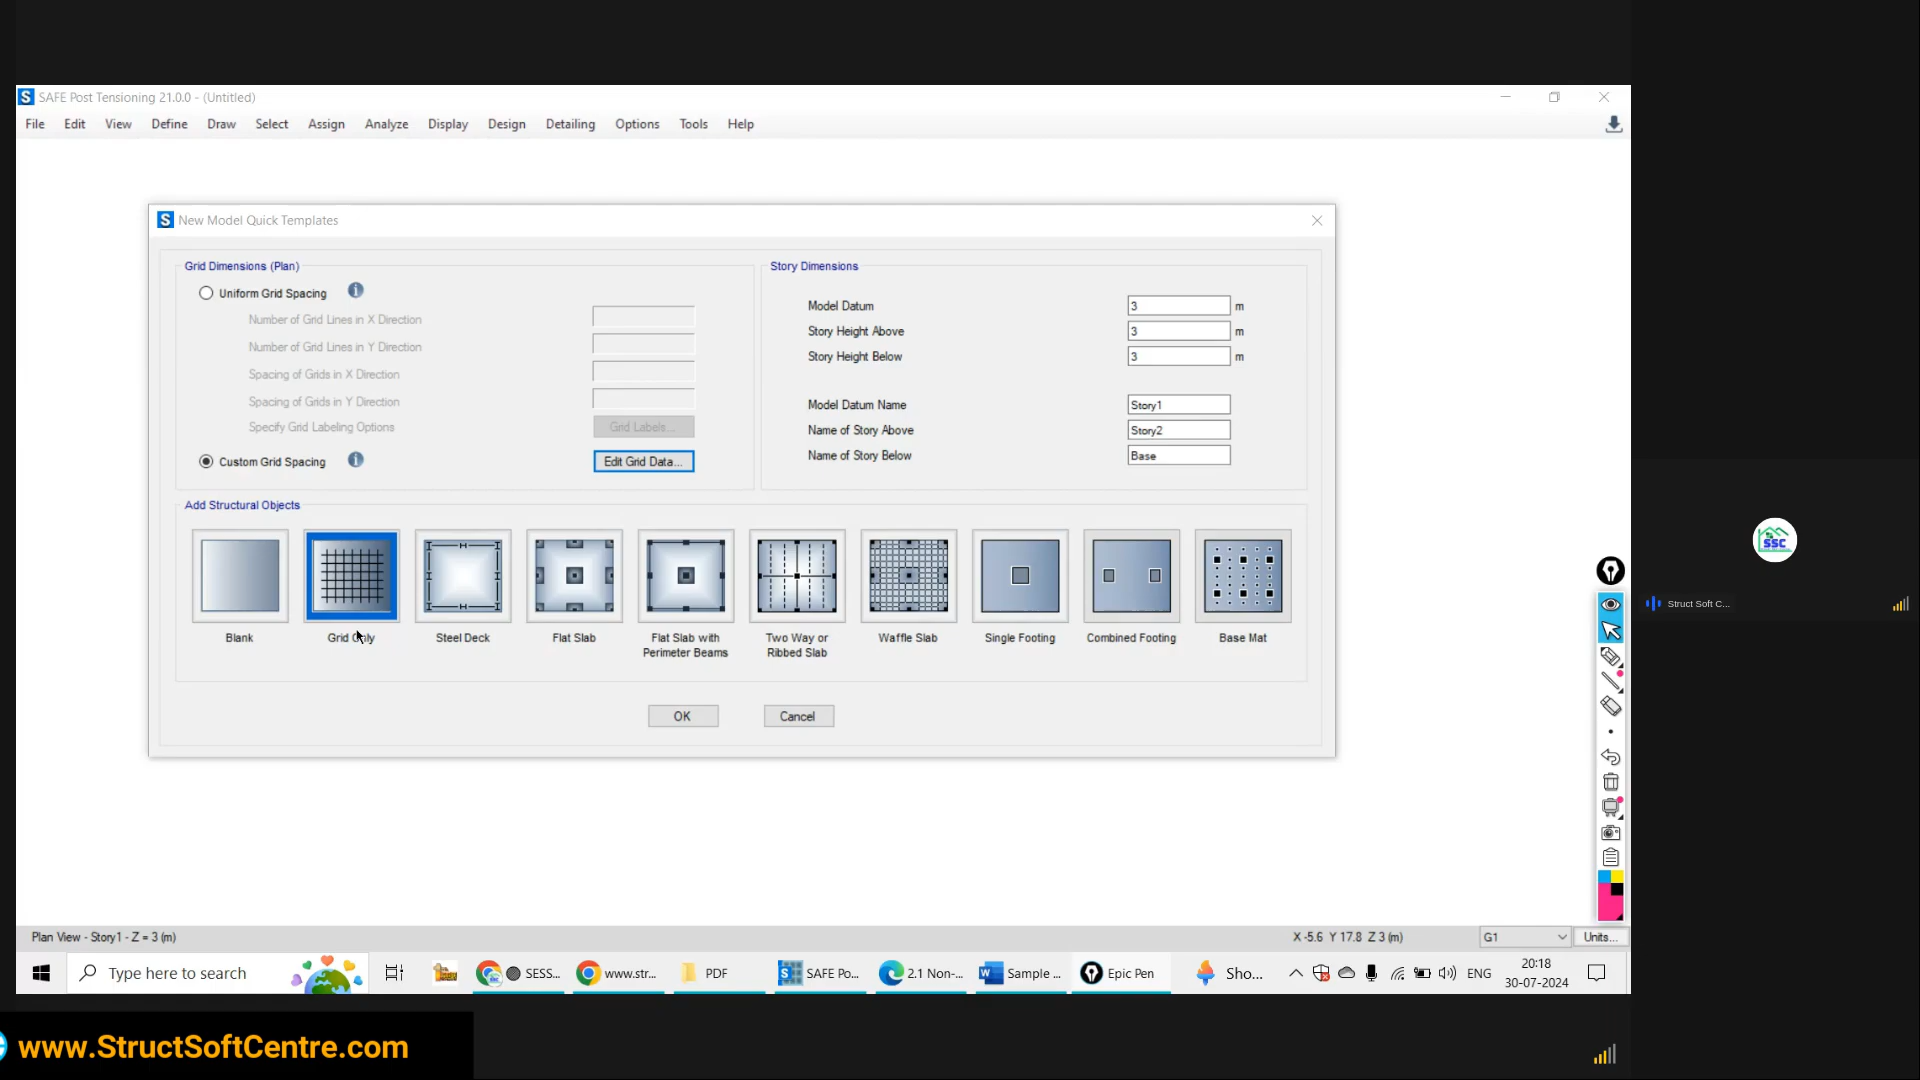 SAFE Post Tensioning 21.0.0 - (Untitled)
File Edit View Define Draw Select Assign Analyze Display Design Detailing Options Tools Help
New Model Quick Templates
Grid Dimensions (Plan)
Uniform Grid Spacing
Number of Grid Lines in X Direction
Number of Grid Lines in Y Direction
Spacing of Grids in X Direction
Spacing of Grids in Y Direction
Specify Grid Labeling Options Grid Labels...
Custom Grid Spacing Edit Grid Data...
Story Dimensions
Model Datum 3 m
Story Height Above 3 m
Story Height Below 3 m
Model Datum Name Story1
Name of Story Above Story2
Name of Story Below Base
Add Structural Objects
Blank
Grid Only
Steel Deck
Flat Slab
Flat Slab with
Perimeter Beams
Two Way or
Ribbed Slab
Waffle Slab
Single Footing
Combined Footing
Base Mat
OK Cancel
SSC
Struct Soft C...
Plan View - Story1 - Z = 3 (m) X -5.6 Y 17.8 Z 3 (m) G1 Units...
Type here to search SESS... www.str... PDF SAFE Po... 2.1 Non-... Sample ... Epic Pen Sho... ENG
20:18
30-07-2024
www.StructSoftCentre.com